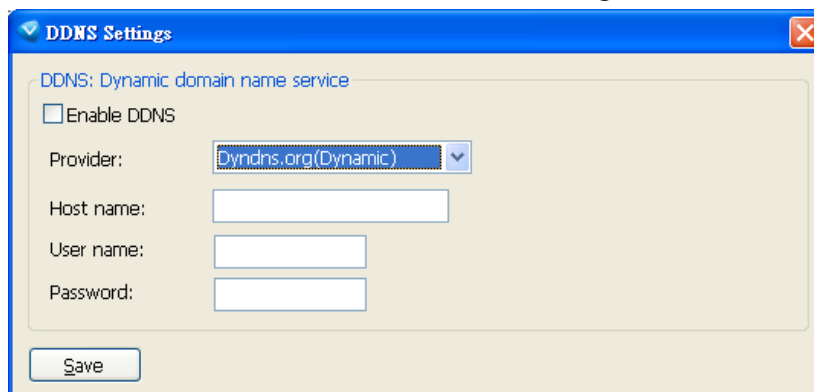 DDNS Settings
DDNS: Dynamic domain name service
Enable DDNS
Provider: Dyndns.org(Dynamic)
Host name:
User name:
Password:
Save